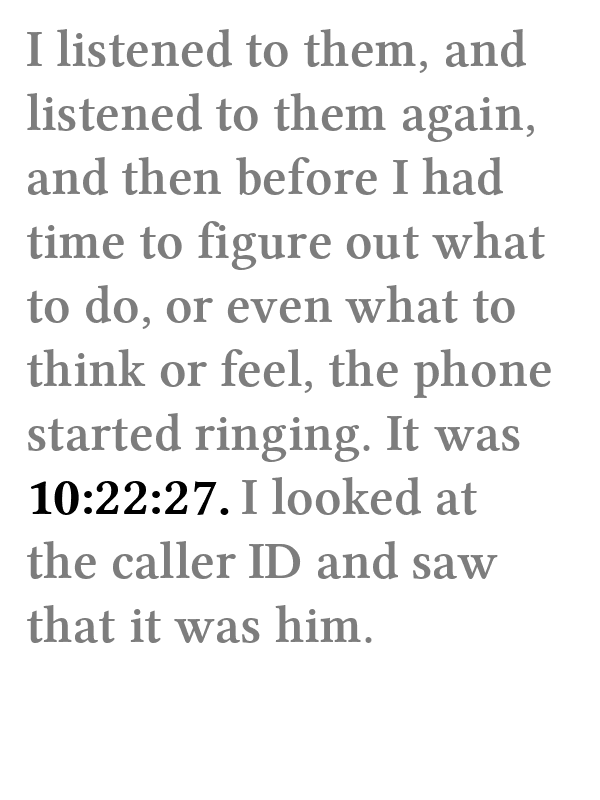 I listened to them, and
listened to them again,
and then before I had
time to figure out what
to do, or even what to
think or feel, the phone
started ringing. It was
10:22:27. I looked at
the caller ID and saw
that it was him.